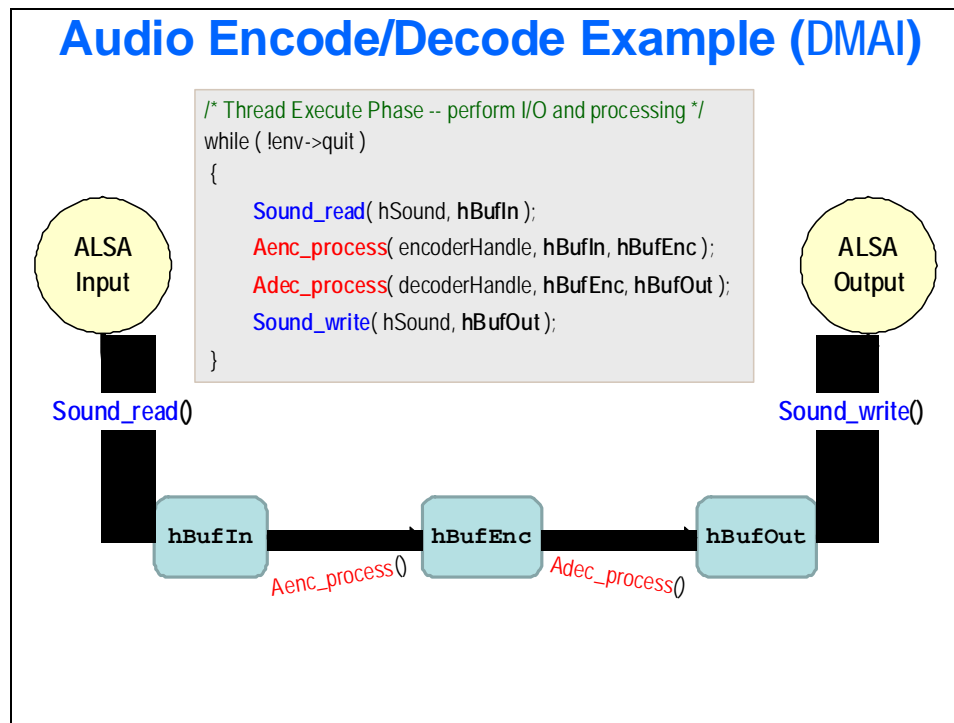 Audio Encode/Decode Example (DMAI)
/* Thread Execute Phase -- perform I/O and processing */
while ( !env->quit )
{
Sound_read( hSound, hBufIn );
Aenc_process( encoderHandle, hBufIn, hBufEnc );
Adec_process( decoderHandle, hBufEnc, hBufOut );
Sound_write( hSound, hBufOut );
}
ALSA
Input
ALSA
Output
Sound_read()
Sound_write()
hBufIn
hBufEnc
hBufOut
Aenc_process()
Adec_process()